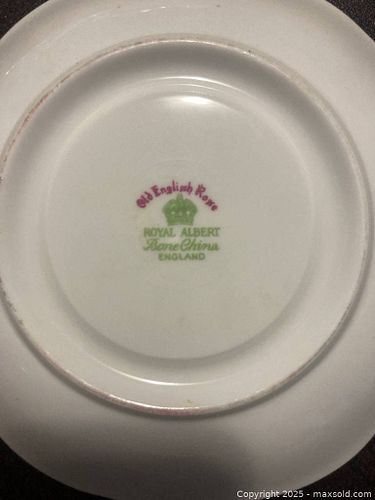 Old English Rose
ROYAL ALBERT
Bone China
ENGLAND
Copyright 2025 - maxsold.com